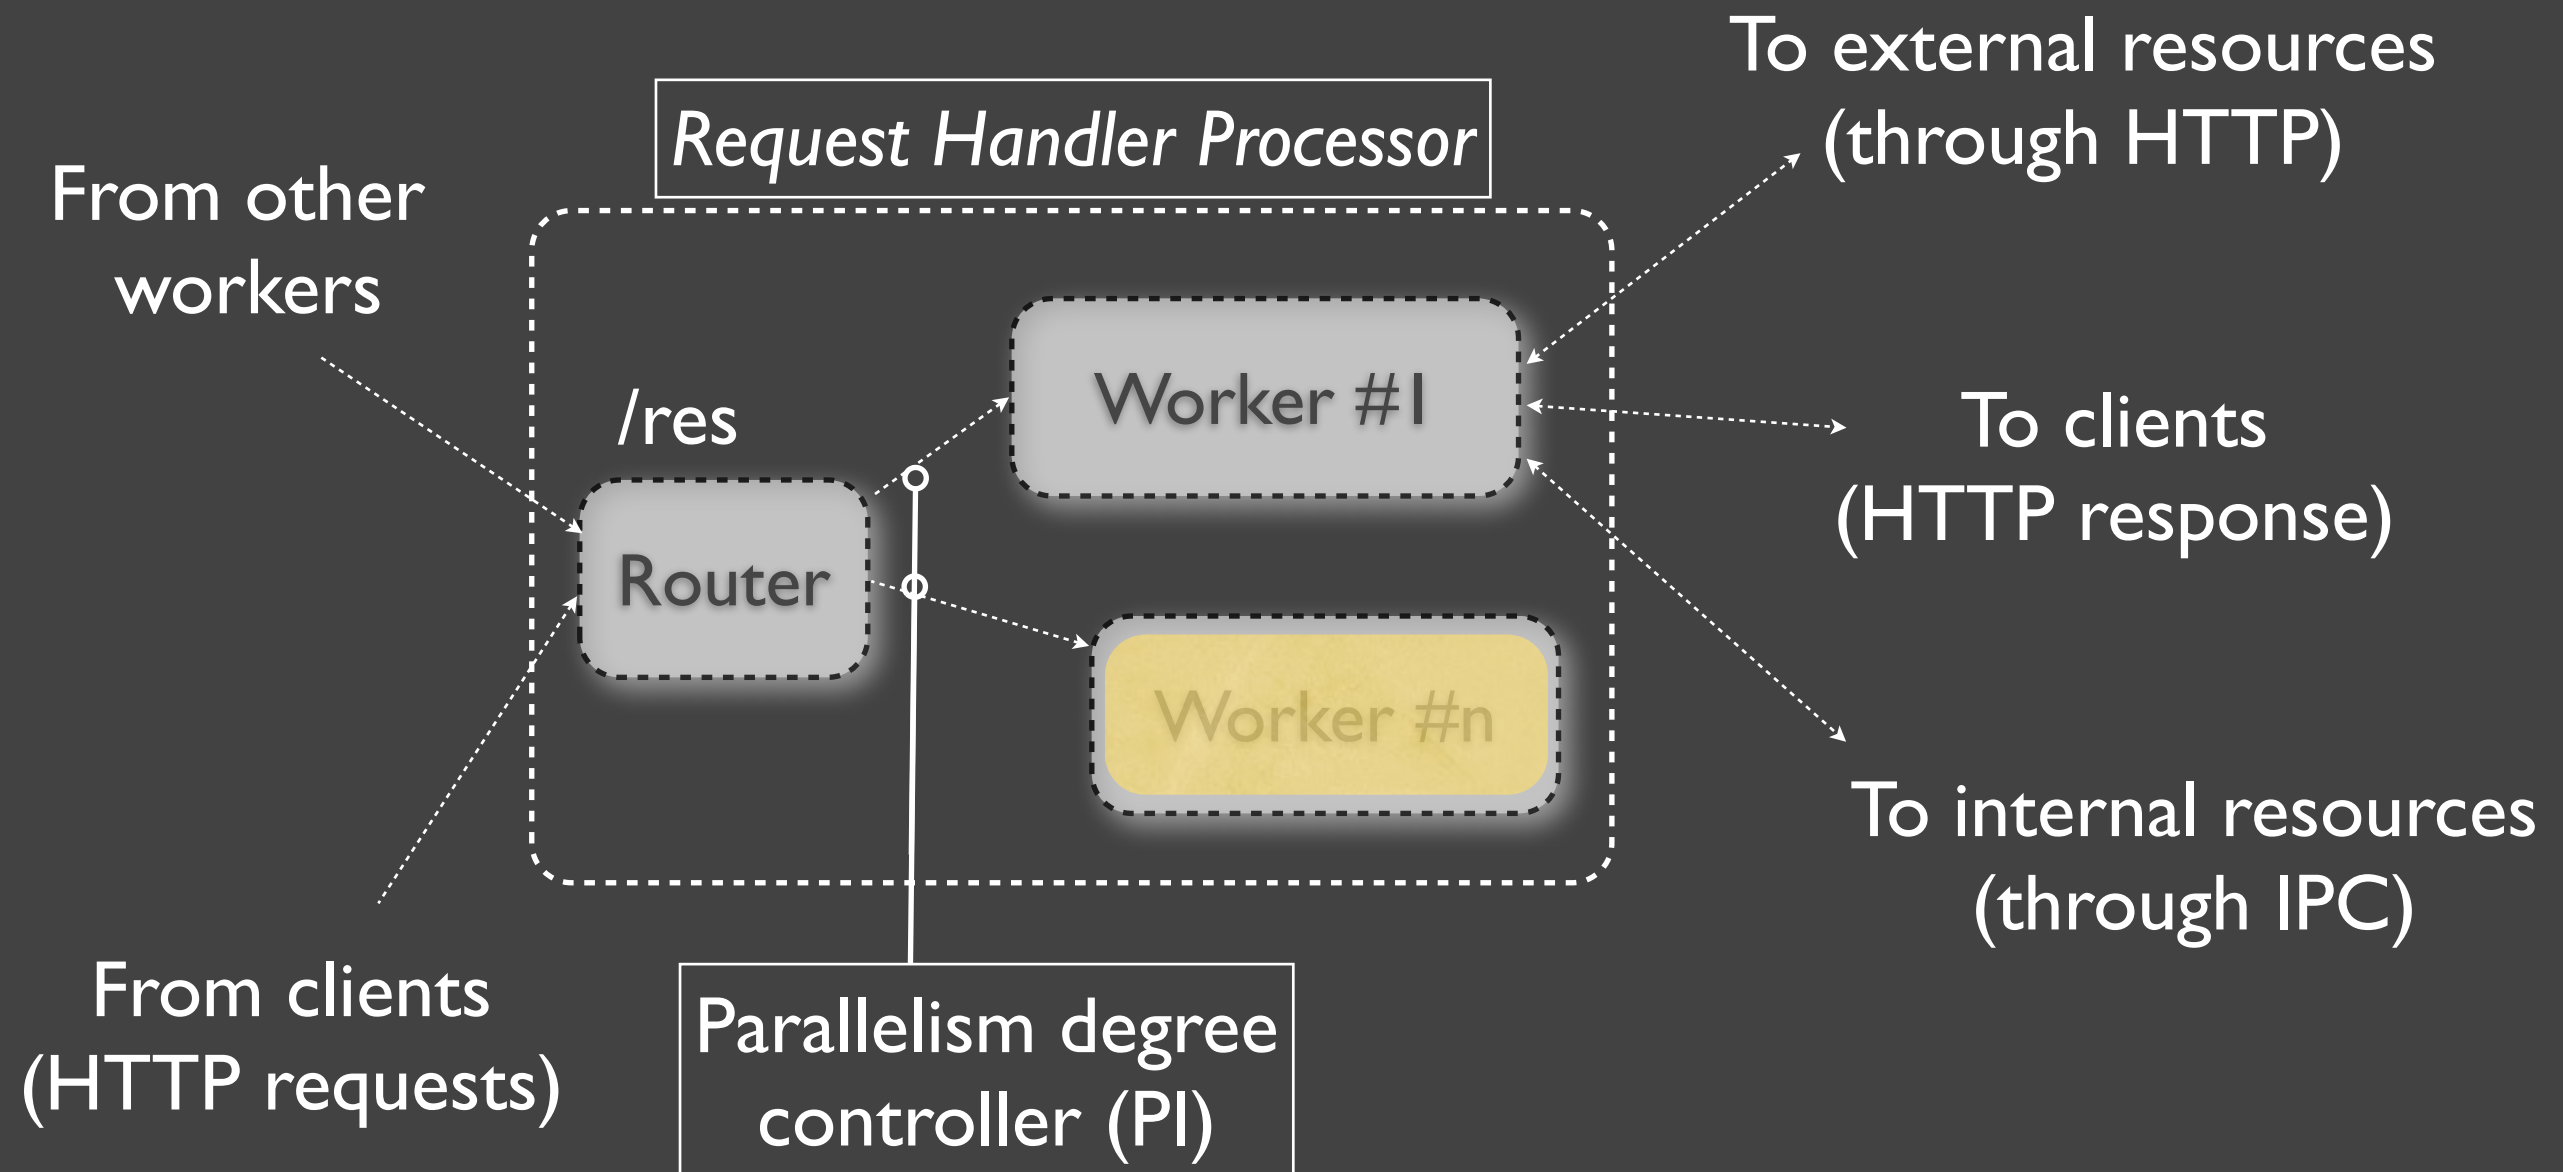 To external resources
(through HTTP)
Request Handler Processor
From other
workers
/res
Worker #1
To clients
(HTTP response)
Router
Worker #n
To internal resources
(through IPC)
From clients
(HTTP requests)
Parallelism degree
controller (PI)